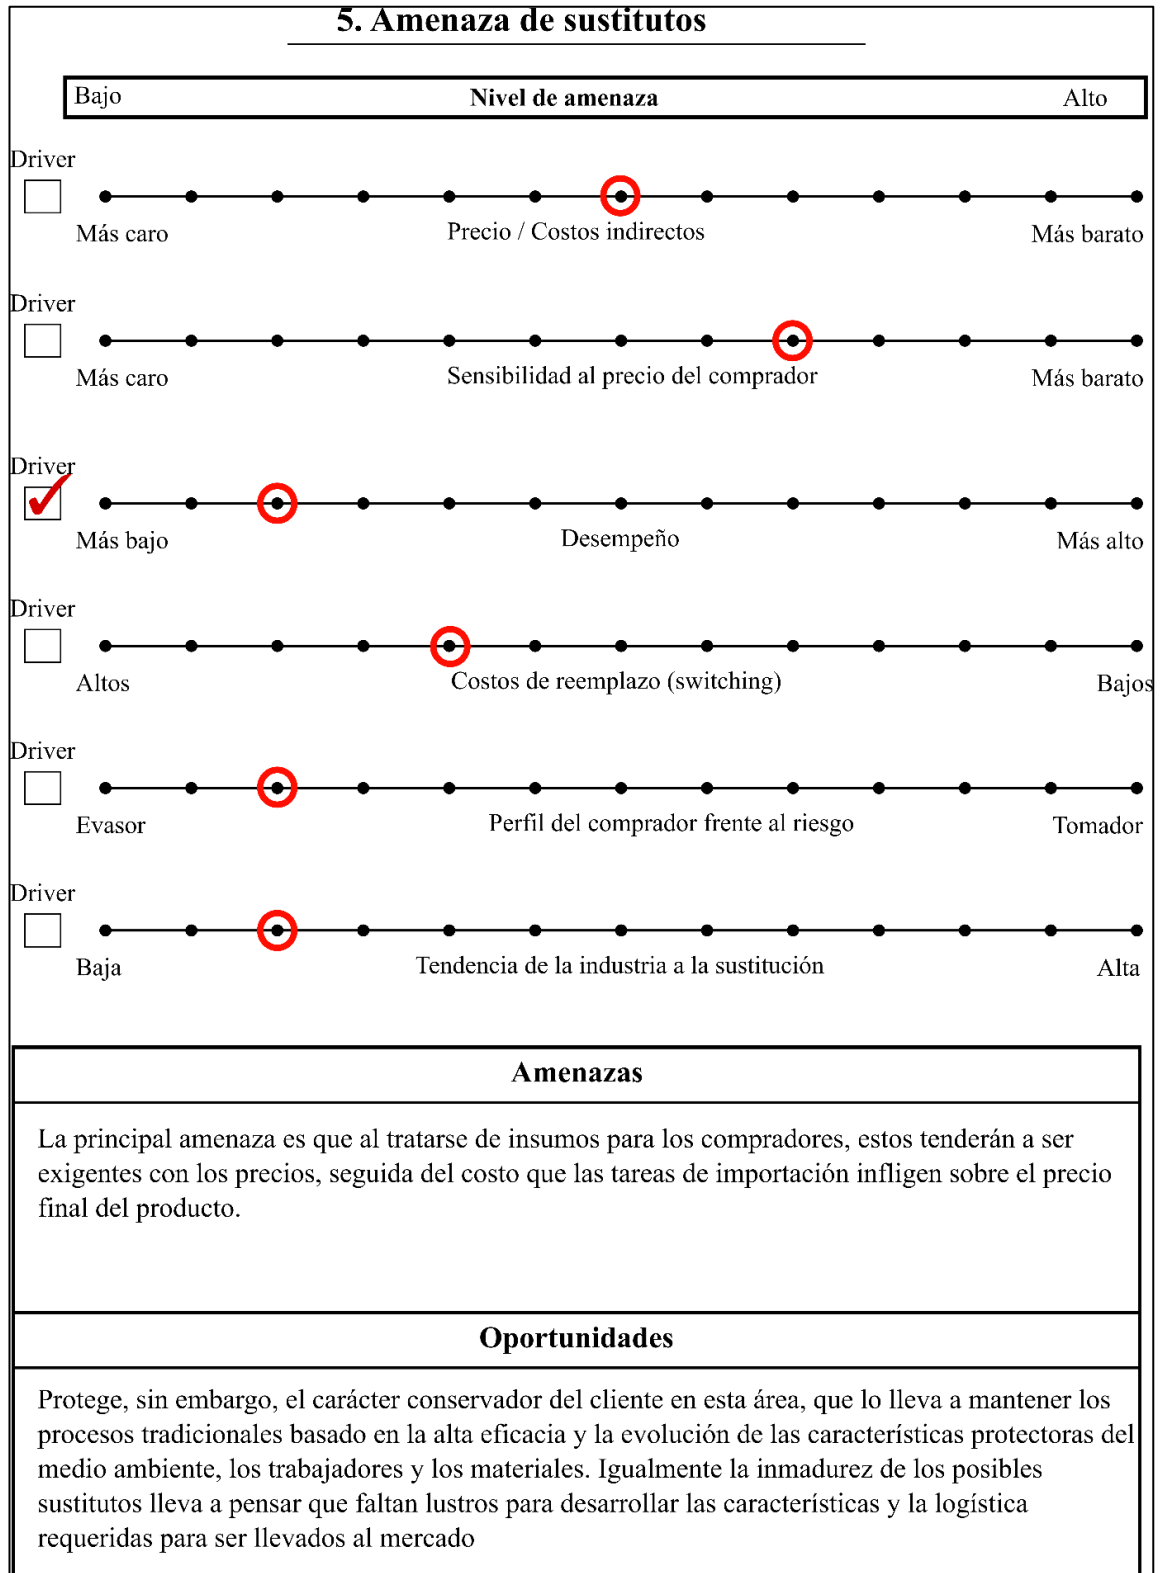 5. Amenaza de sustitutos
Bajo Nivel de amenaza Alto
Driver
Más caro Precio / Costos indirectos Más barato
Driver
Más caro Sensibilidad al precio del comprador Más barato
Driver
Más bajo Desempeño Más alto
Driver
Altos Costos de reemplazo (switching) Bajos
Driver
Evasor Perfil del comprador frente al riesgo Tomador
Driver
Baja Tendencia de la industria a la sustitución Alta
Amenazas
La principal amenaza es que al tratarse de insumos para los compradores, estos tenderán a ser
exigentes con los precios, seguida del costo que las tareas de importación infligen sobre el precio
final del producto.
Oportunidades
Protege, sin embargo, el carácter conservador del cliente en esta área, que lo lleva a mantener los
procesos tradicionales basado en la alta eficacia y la evolución de las características protectoras del
medio ambiente, los trabajadores y los materiales. Igualmente la inmadurez de los posibles
sustitutos lleva a pensar que faltan lustros para desarrollar las características y la logística
requeridas para ser llevados al mercado